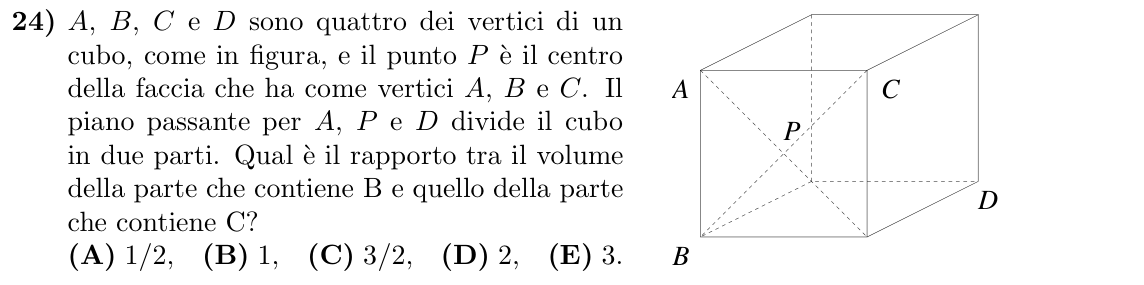 24) A, B, C e D sono quattro dei vertici di un
cubo, come in figura, e il punto P è il centro
della faccia che ha come vertici A, B e C. Il
piano passante per A, P e D divide il cubo
in due parti. Qual è il rapporto tra il volume
della parte che contiene B e quello della parte
che contiene C?
(A) 1/2, (B) 1, (C) 3/2, (D) 2, (E) 3.
A
C
P
D
B